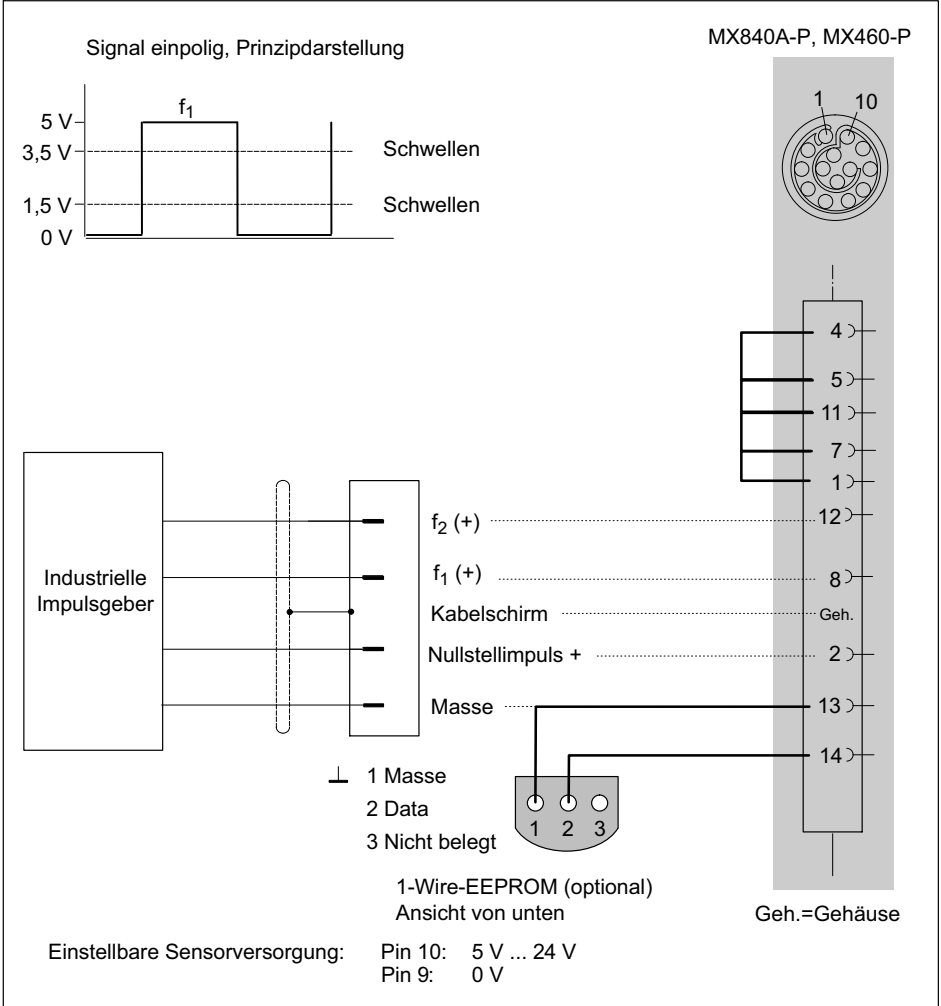 Signal einpolig, Prinzipdarstellung
MX840A-P, MX460-P
f1
5 V
3,5 V
Schwellen
1,5 V
Schwellen
0 V
1
10
4
5
11
7
1
Industrielle
Impulsgeber
f2 (+)
12
f1 (+)
8
Kabelschirm
Geh.
Nullstellimpuls +
2
Masse
13
14
1 Masse
2 Data
3 Nicht belegt
1 2 3
1-Wire-EEPROM (optional)
Ansicht von unten
Geh.=Gehäuse
Einstellbare Sensorversorgung: Pin 10: 5 V ... 24 V
Pin 9: 0 V